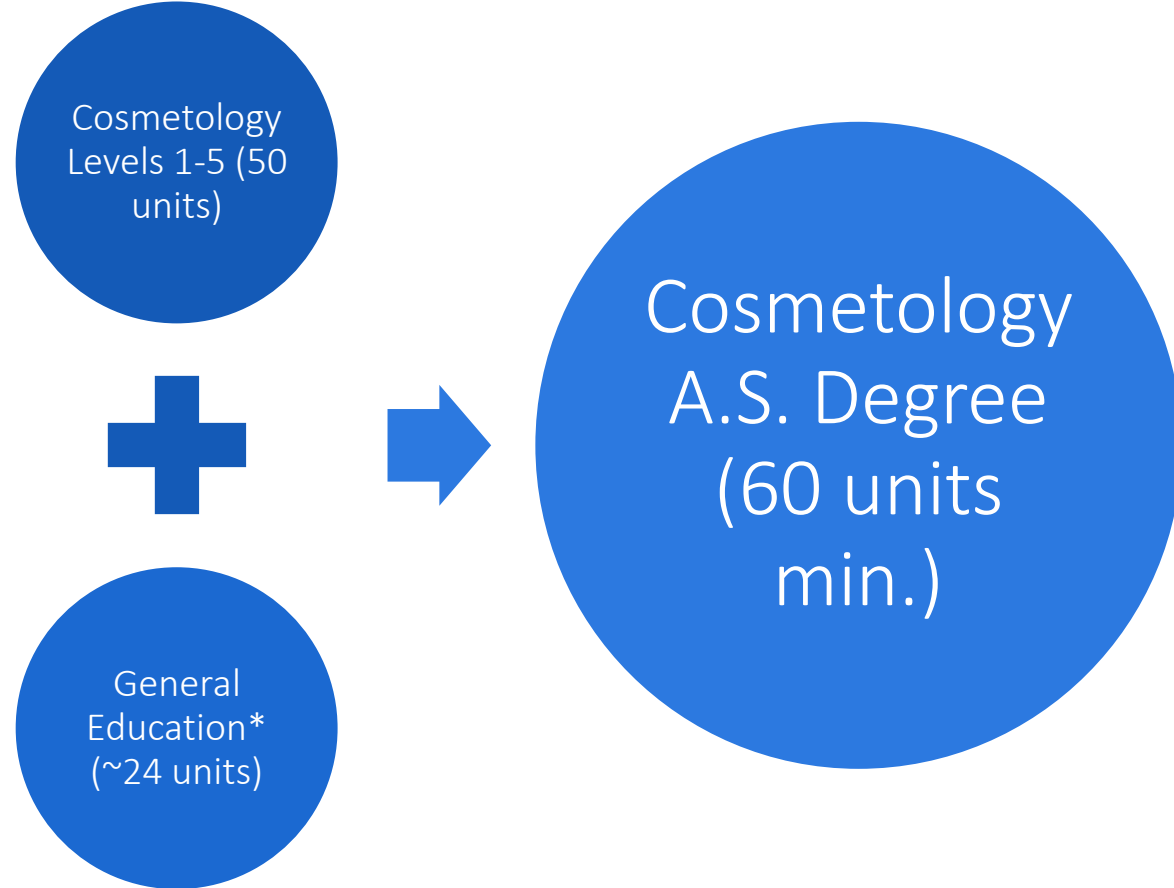 Cosmetology
Levels 1-5 (50
units)
General
Education*
(~24 units)
Cosmetology
A.S. Degree
(60 units
min.)